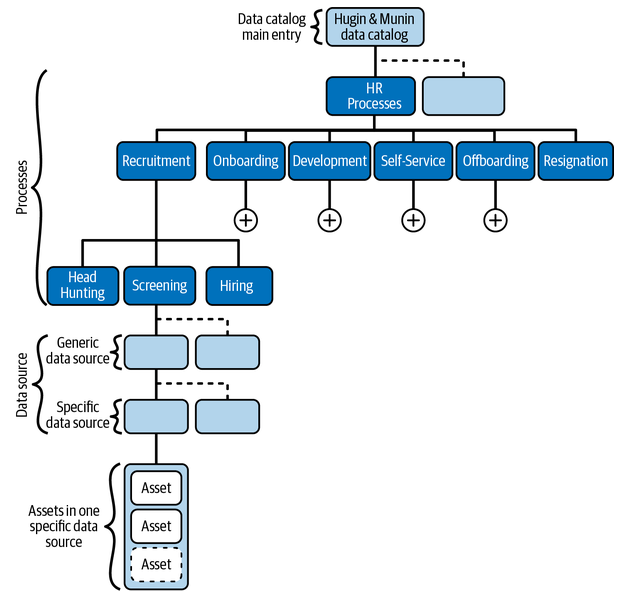 Data catalog
main entry
Hugin & Munin
data catalog
HR
Processes
Processes
Recruitment
Onboarding
Development
Self-Service
Offboarding
Resignation
+
+
+
+
Head
Hunting
Screening
Hiring
Data source
Generic
data source
Specific
data source
Assets in one
specific data
source
Asset
Asset
Asset